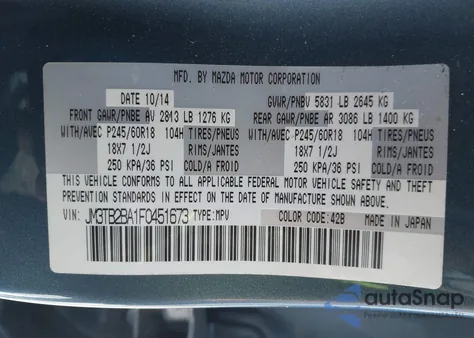 MFD. BY MAZDA MOTOR CORPORATION
DATE 10/14 GVWR/PNBV 5831 LB 2645 KG
FRONT GAWR/PNBE AV 2813 LB 1276 KG REAR GAWR/PNBE AR 3086 LB 1400 KG
WITH/AVEC P245/60R18 104H TIRES/PNEUS WITH/AVEC P245/60R18 104H TIRES/PNEUS
18X7 1/2J 18X7 1/2J
250 KPA/36 PSI COLD/A FROID 250 KPA/36 PSI COLD/A FROID
THIS VEHICLE CONFORMS TO ALL APPLICABLE FEDERAL MOTOR VEHICLE SAFETY AND THEFT
PREVENTION STANDARDS IN EFFECT ON THE DATE OF MANUFACTURE SHOWN ABOVE.
VIN: JM3TB2BA1F0451673 TYPE: MPV COLOR CODE: 42B MADE IN JAPAN
autoSnap